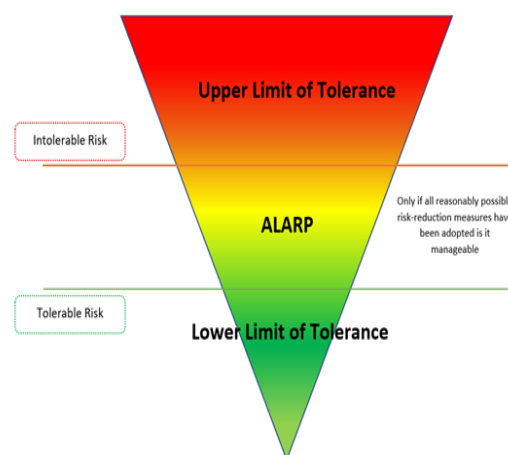 Upper Limit of Tolerance
Intolerable Risk
Only if all reasonably possibl
risk-reduction measures hav
been adopted is it
manageable
ALARP
Tolerable Risk
Lower Limit of Tolerance